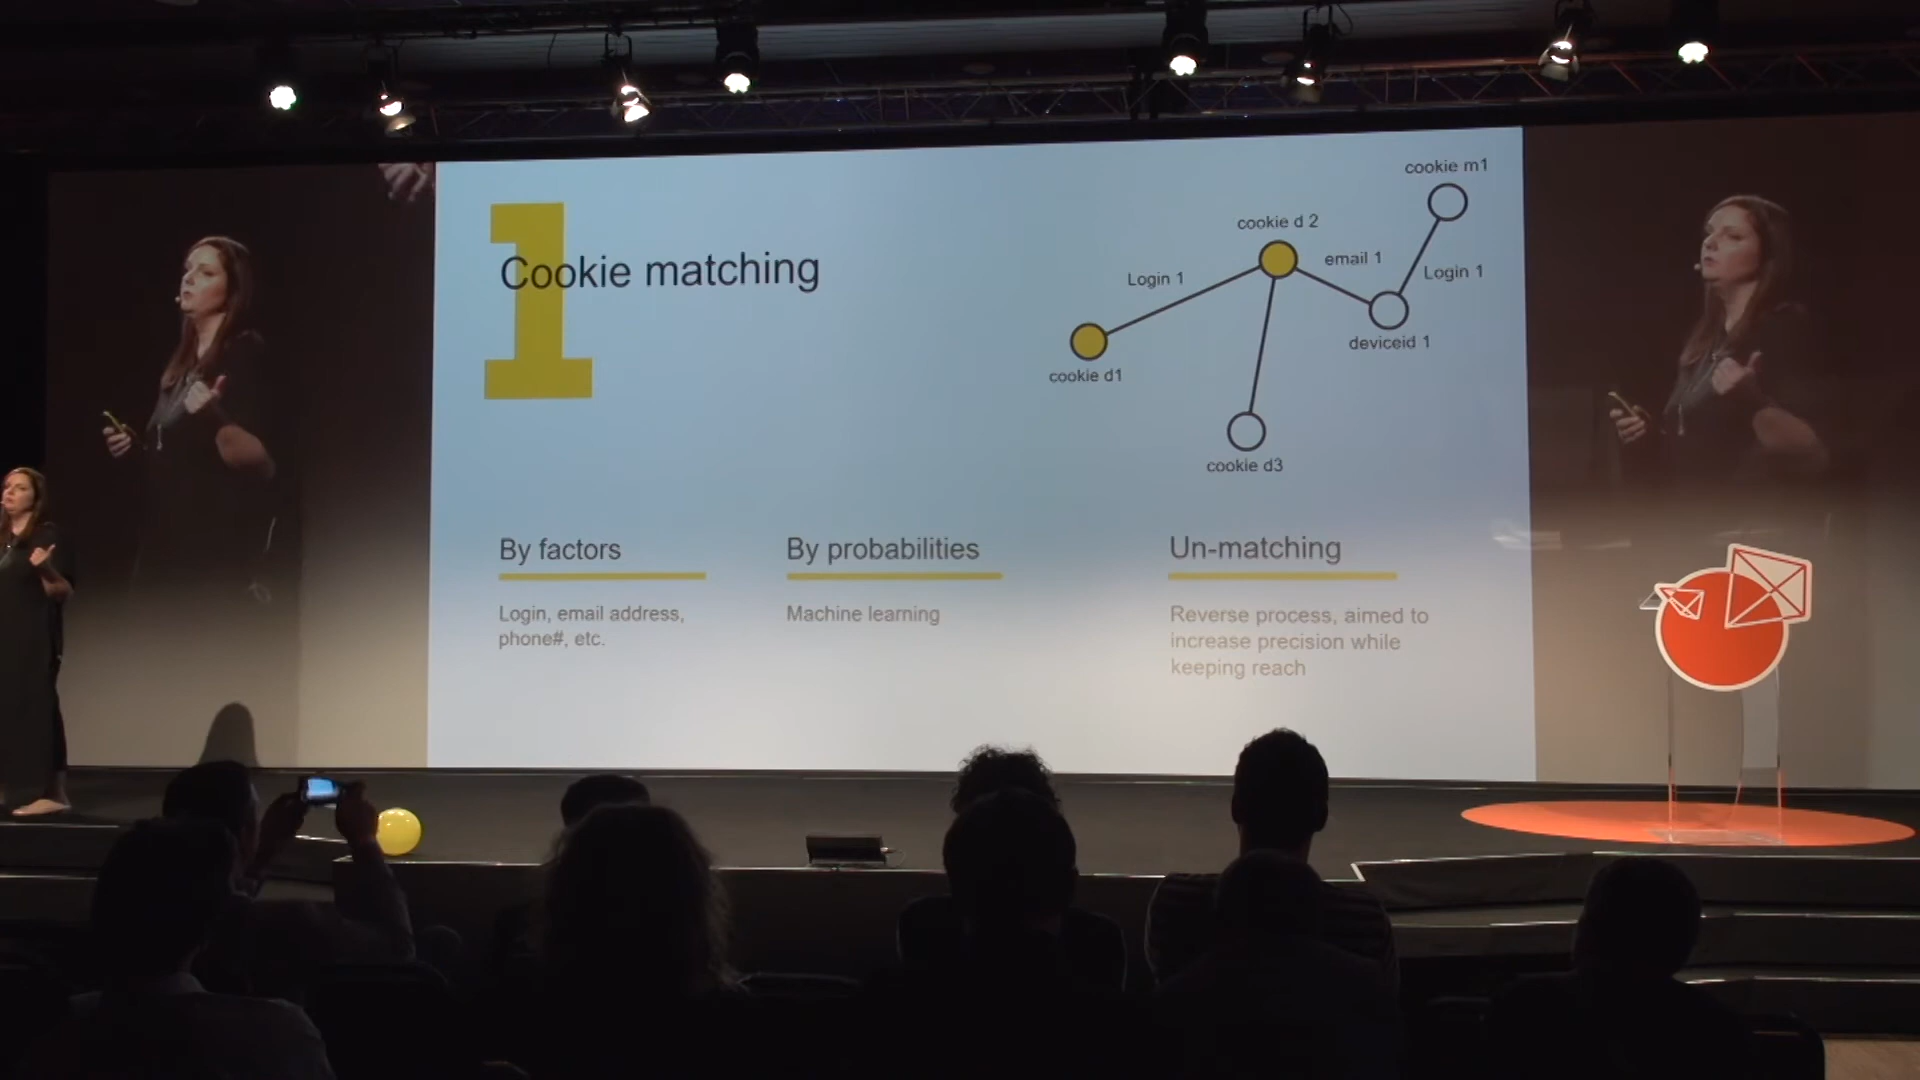 1
Cookie matching
cookie m1
cookie d 2
email 1
Login 1
Login 1
deviceid 1
cookie d1
cookie d3
By factors
Login, email address,
phone#, etc.
By probabilities
Machine learning
Un-matching
Reverse process, aimed to
increase precision while
keeping reach